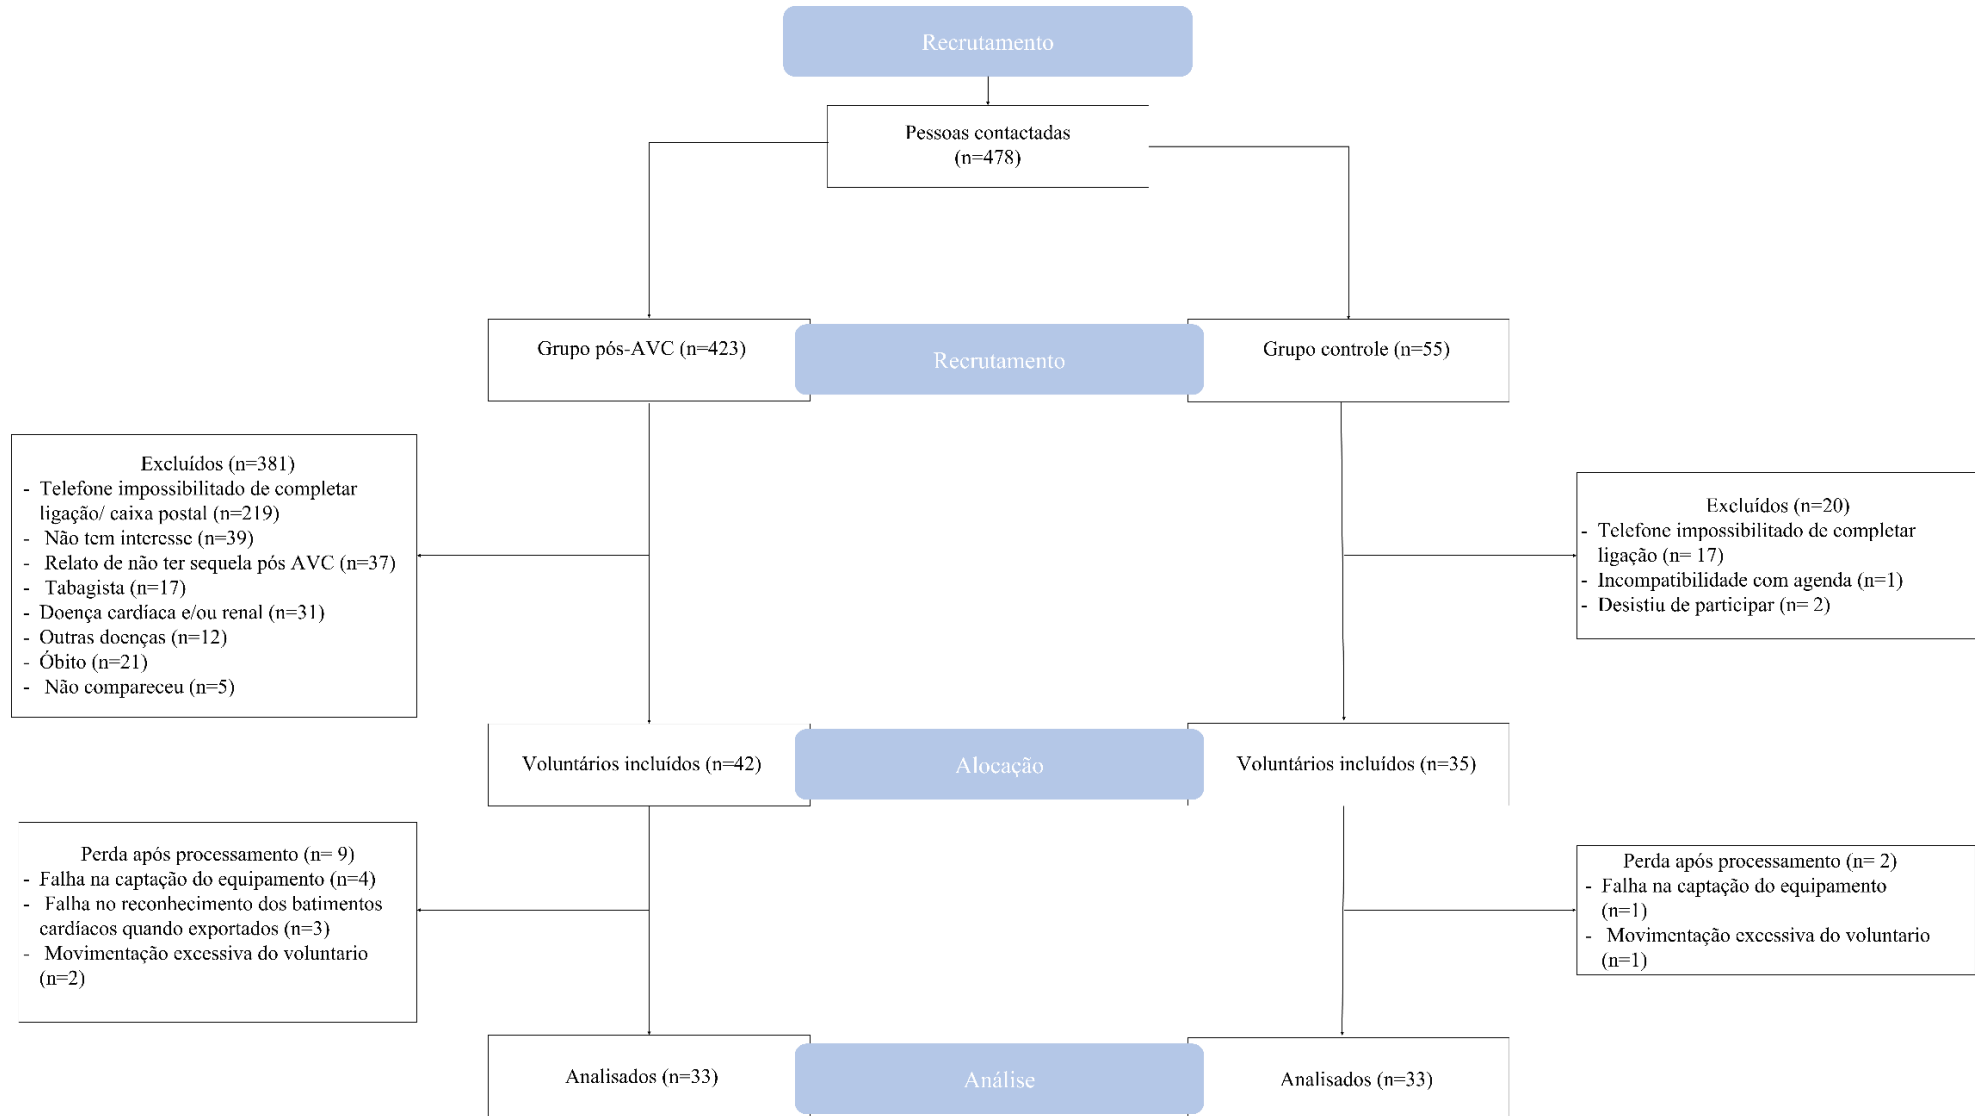 Recrutamento
Pessoas contactadas
(n=478)
Grupo pós-AVC (n=423)
Recrutamento
Grupo controle (n=55)
Excluídos (n=381)
- Telefone impossibilitado de completar
ligação/ caixa postal (n=219)
- Não tem interesse (n=39)
- Relato de não ter sequela pós AVC (n=37)
- Tabagista (n=17)
- Doença cardíaca e/ou renal (n=31)
- Outras doenças (n=12)
- Óbito (n=21)
- Não compareceu (n=5)
Excluídos (n=20)
- Telefone impossibilitado de completar
ligação (n= 17)
- Incompatibilidade com agenda (n=1)
- Desistiu de participar (n= 2)
Voluntários incluídos (n=42)
Alocação
Voluntários incluídos (n=35)
Perda após processamento (n= 9)
- Falha na captação do equipamento (n=4)
- Falha no reconhecimento dos batimentos
cardíacos quando exportados (n=3)
- Movimentação excessiva do voluntario
(n=2)
Perda após processamento (n= 2)
- Falha na captação do equipamento
(n=1)
- Movimentação excessiva do voluntario
(n=1)
Analisados (n=33)
Análise
Analisados (n=33)